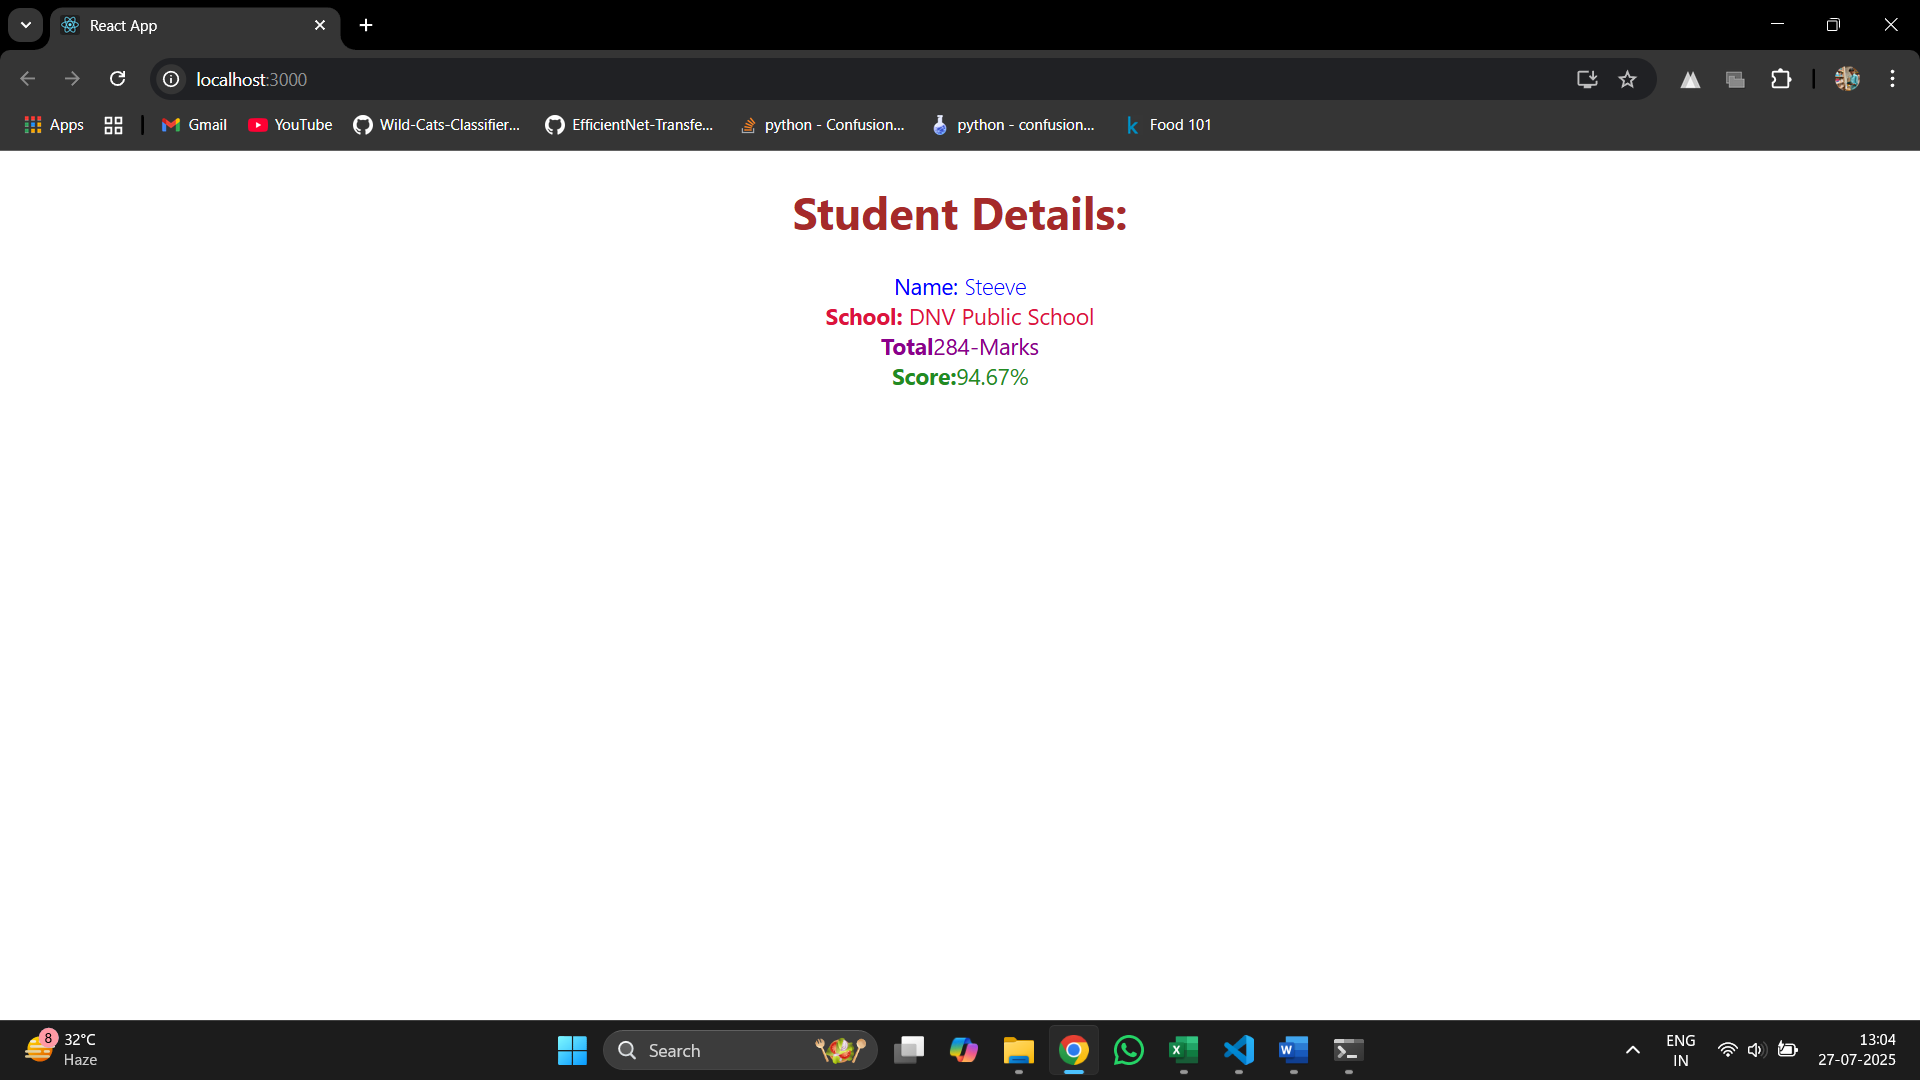 React App
localhost:3000
Apps
Gmail
YouTube
Wild-Cats-Classifier...
EfficientNet-Transfe...
python - Confusion...
python - confusion...
k Food 101
Student Details:
Name: Steeve
School: DNV Public School
Total284-Marks
Score:94.67%
8
32°C
Haze
Search
ENG
IN
13:04
27-07-2025